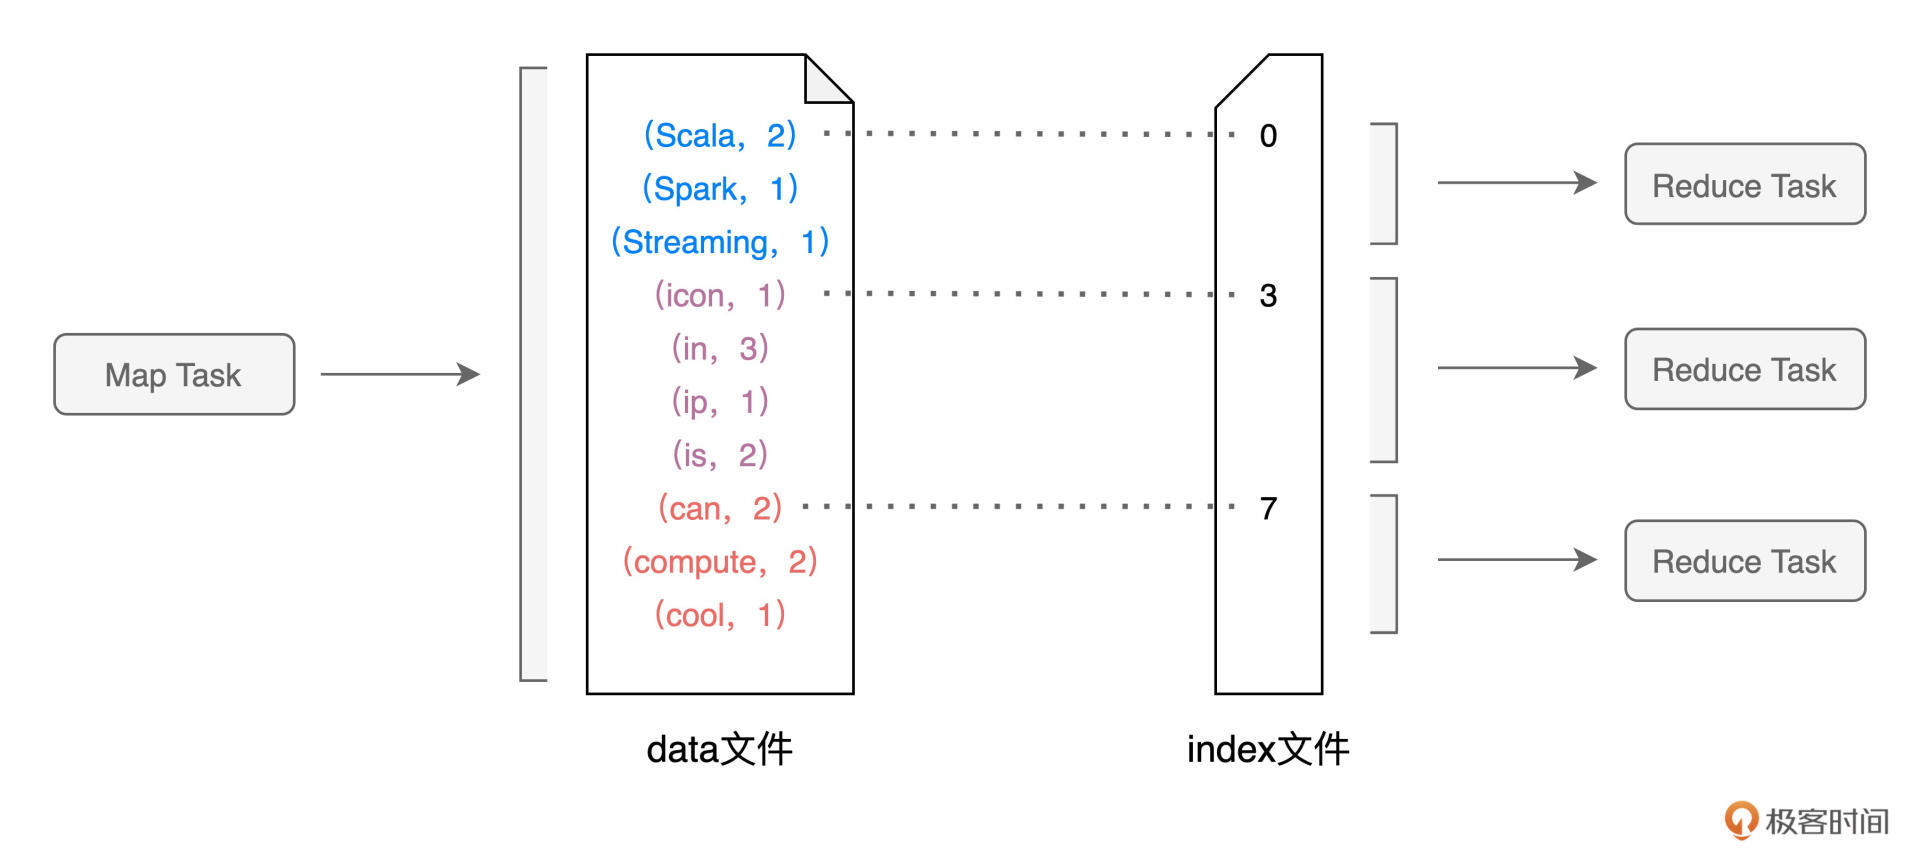 Map Task
(Scala, 2)
(Spark, 1)
(Streaming, 1)
(icon, 1)
(in, 3)
(ip, 1)
(is, 2)
(can, 2)
(compute, 2)
(cool, 1)
data文件
0
3
7
index文件
Reduce Task
Reduce Task
Reduce Task
极客时间